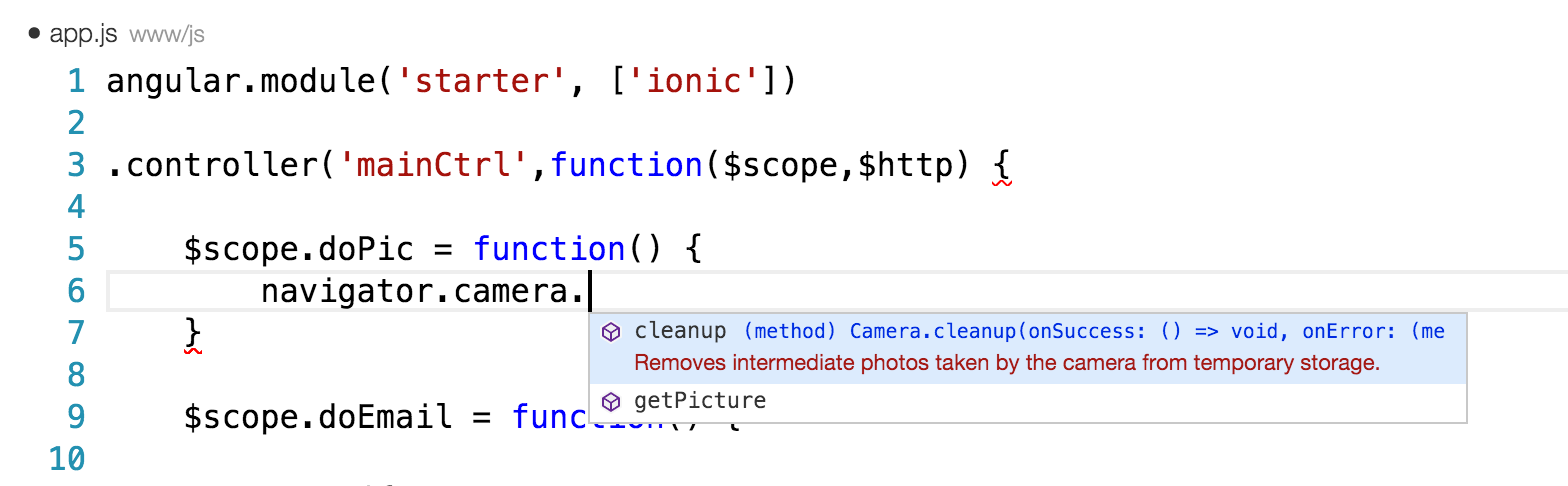 ● app.js www/js
1 angular.module('starter', ['ionic'])
2
3 .controller('mainCtrl',function($scope,$http) {
4
5 $scope.doPic = function() {
6 navigator.camera.
cleanup (method) Camera.cleanup(onSuccess: () => void, onError: (me
7 }
Removes intermediate photos taken by the camera from temporary storage.
8
getPicture
9 $scope.doEmail = function() {
10